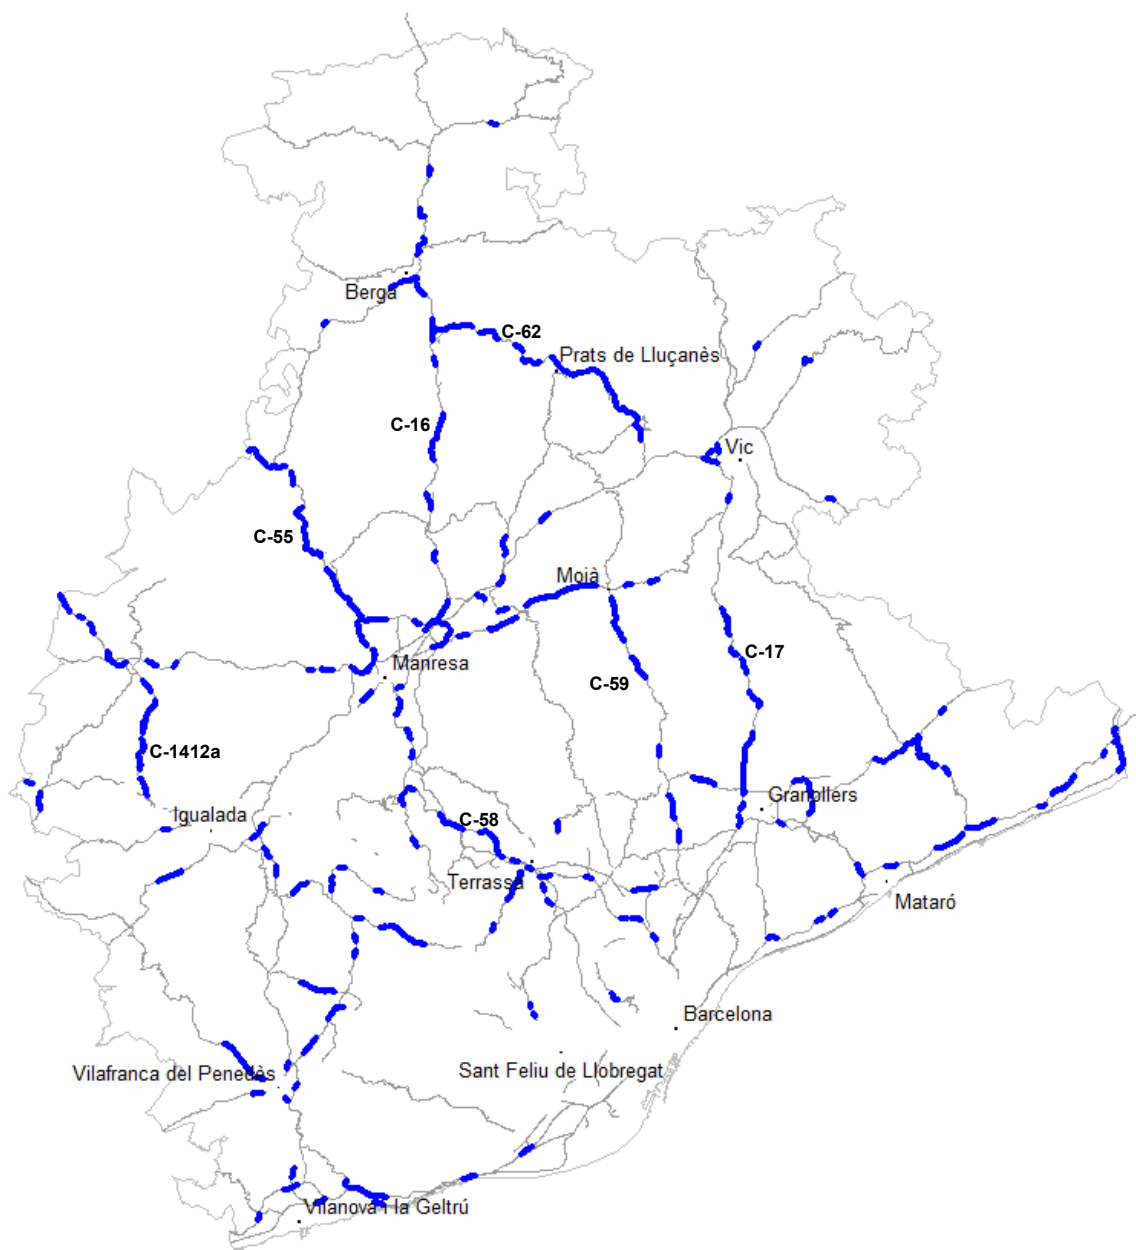 Berga
C-62
Prats de Lluçanès
C-16
Vic
C-55
Moià
C-17
Manresa
C-59
C-1412a
Granollers
Igualada
C-58
Terrassa
Mataró
Barcelona
Sant Feliu de Llobregat
Vilafranca del Penedès
Vilanova i la Geltrú